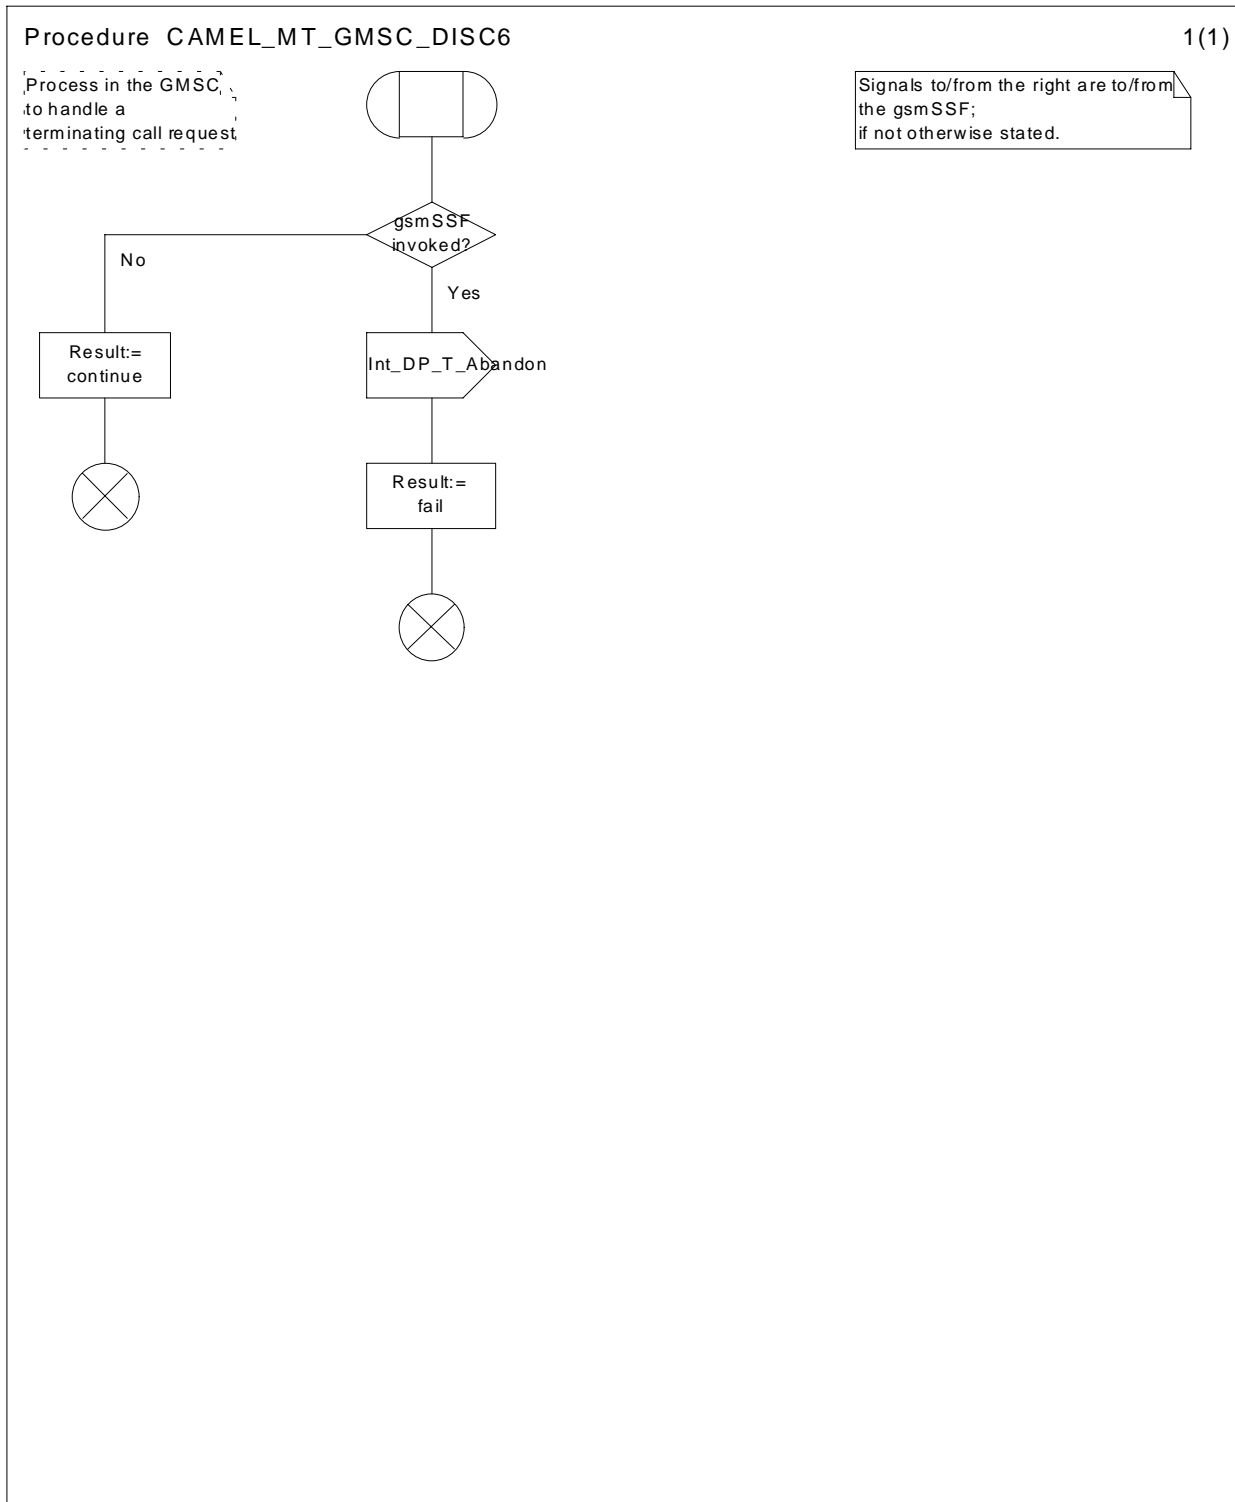 Procedure CAMEL_MT_GMSC_DISC6
1(1)
Process in the GMSC
to handle a
terminating call request
Signals to/from the right are to/from
the gsmSSF;
if not otherwise stated.
gsmSSF
invoked?
No
Yes
Result:=
continue
Int_DP_T_Abandon
Result:=
fail